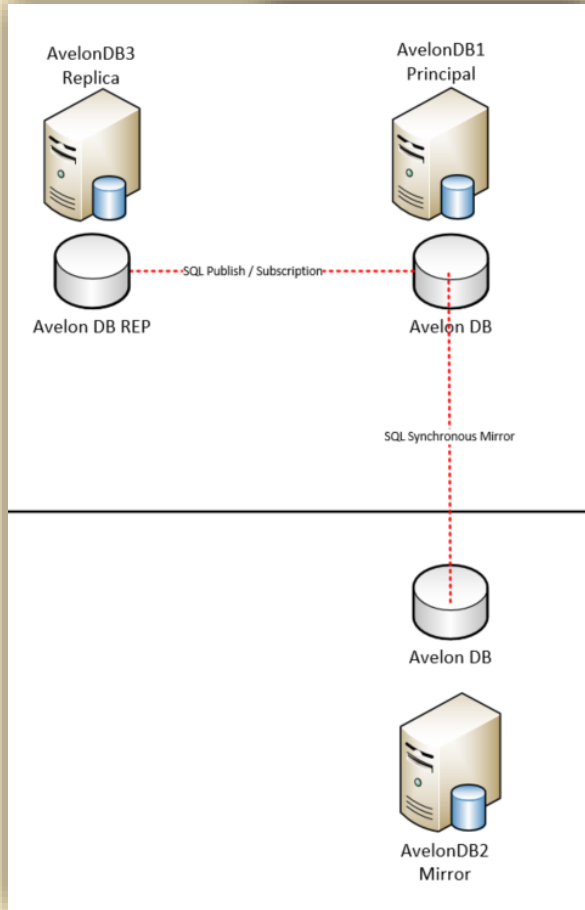 AvelonDB3
Replica
AvelonDB1
Principal
SQL Publish / Subscription
Avelon DB REP
Avelon DB
SQL Synchronous Mirror
Avelon DB
AvelonDB2
Mirror